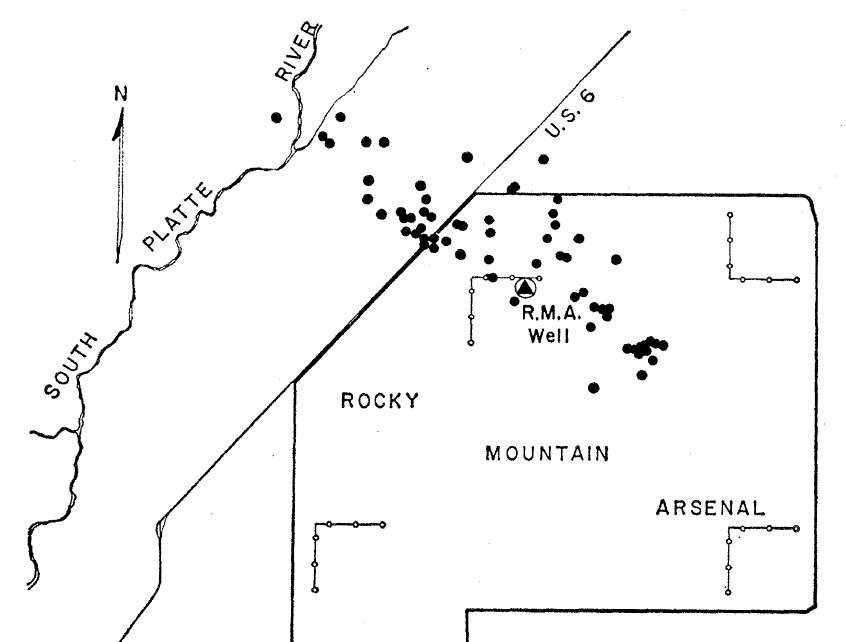 RIVER
N
U.S. 6
PLATTE
SOUTH
R.M.A.
Well
ROCKY
MOUNTAIN
ARSENAL